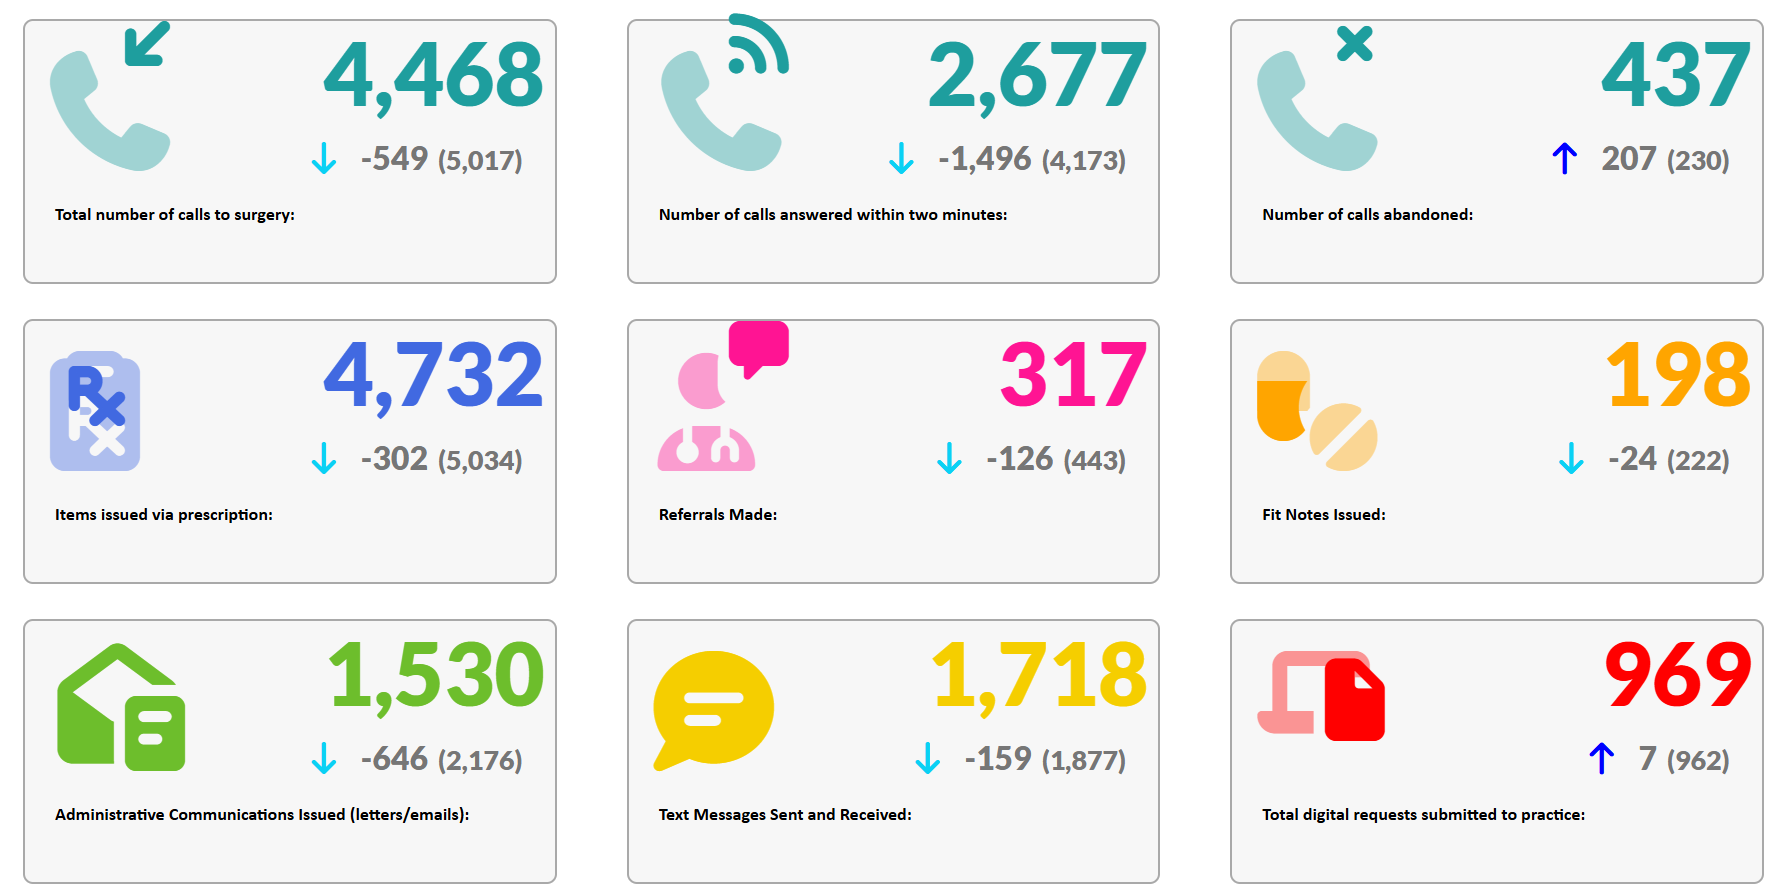 4,468
-549 (5,017)
Total number of calls to surgery:
2,677
-1,496 (4,173)
Number of calls answered within two minutes:
437
207 (230)
Number of calls abandoned:
Rx
Rx
4,732
-302 (5,034)
Items issued via prescription:
317
-126 (443)
Referrals Made:
198
-24 (222)
Fit Notes Issued:
1,530
-646 (2,176)
Administrative Communications Issued (letters/emails):
1,718
-159 (1,877)
Text Messages Sent and Received:
969
7 (962)
Total digital requests submitted to practice: